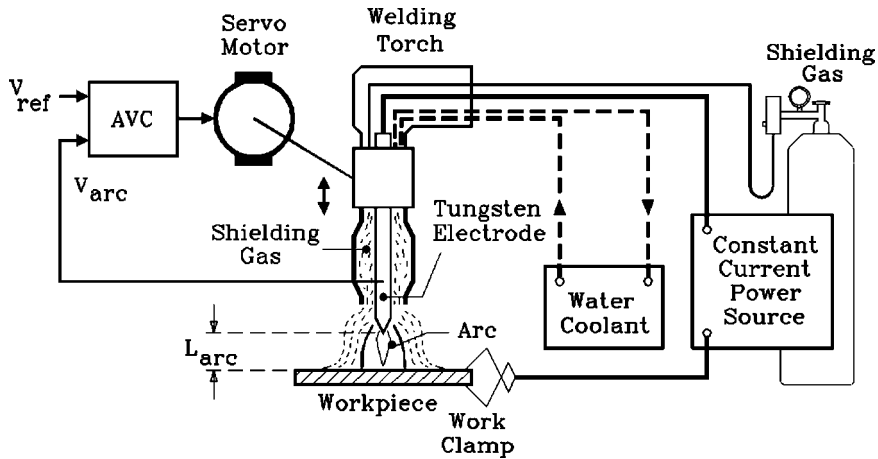 Servo
Motor
Welding
Torch
Shielding
Gas
V ref
AVC
V arc
Tungsten
Electrode
Shielding
Gas
Constant
Current
Power
Source
Water
Coolant
Arc
L arc
Workpiece
Work
Clamp